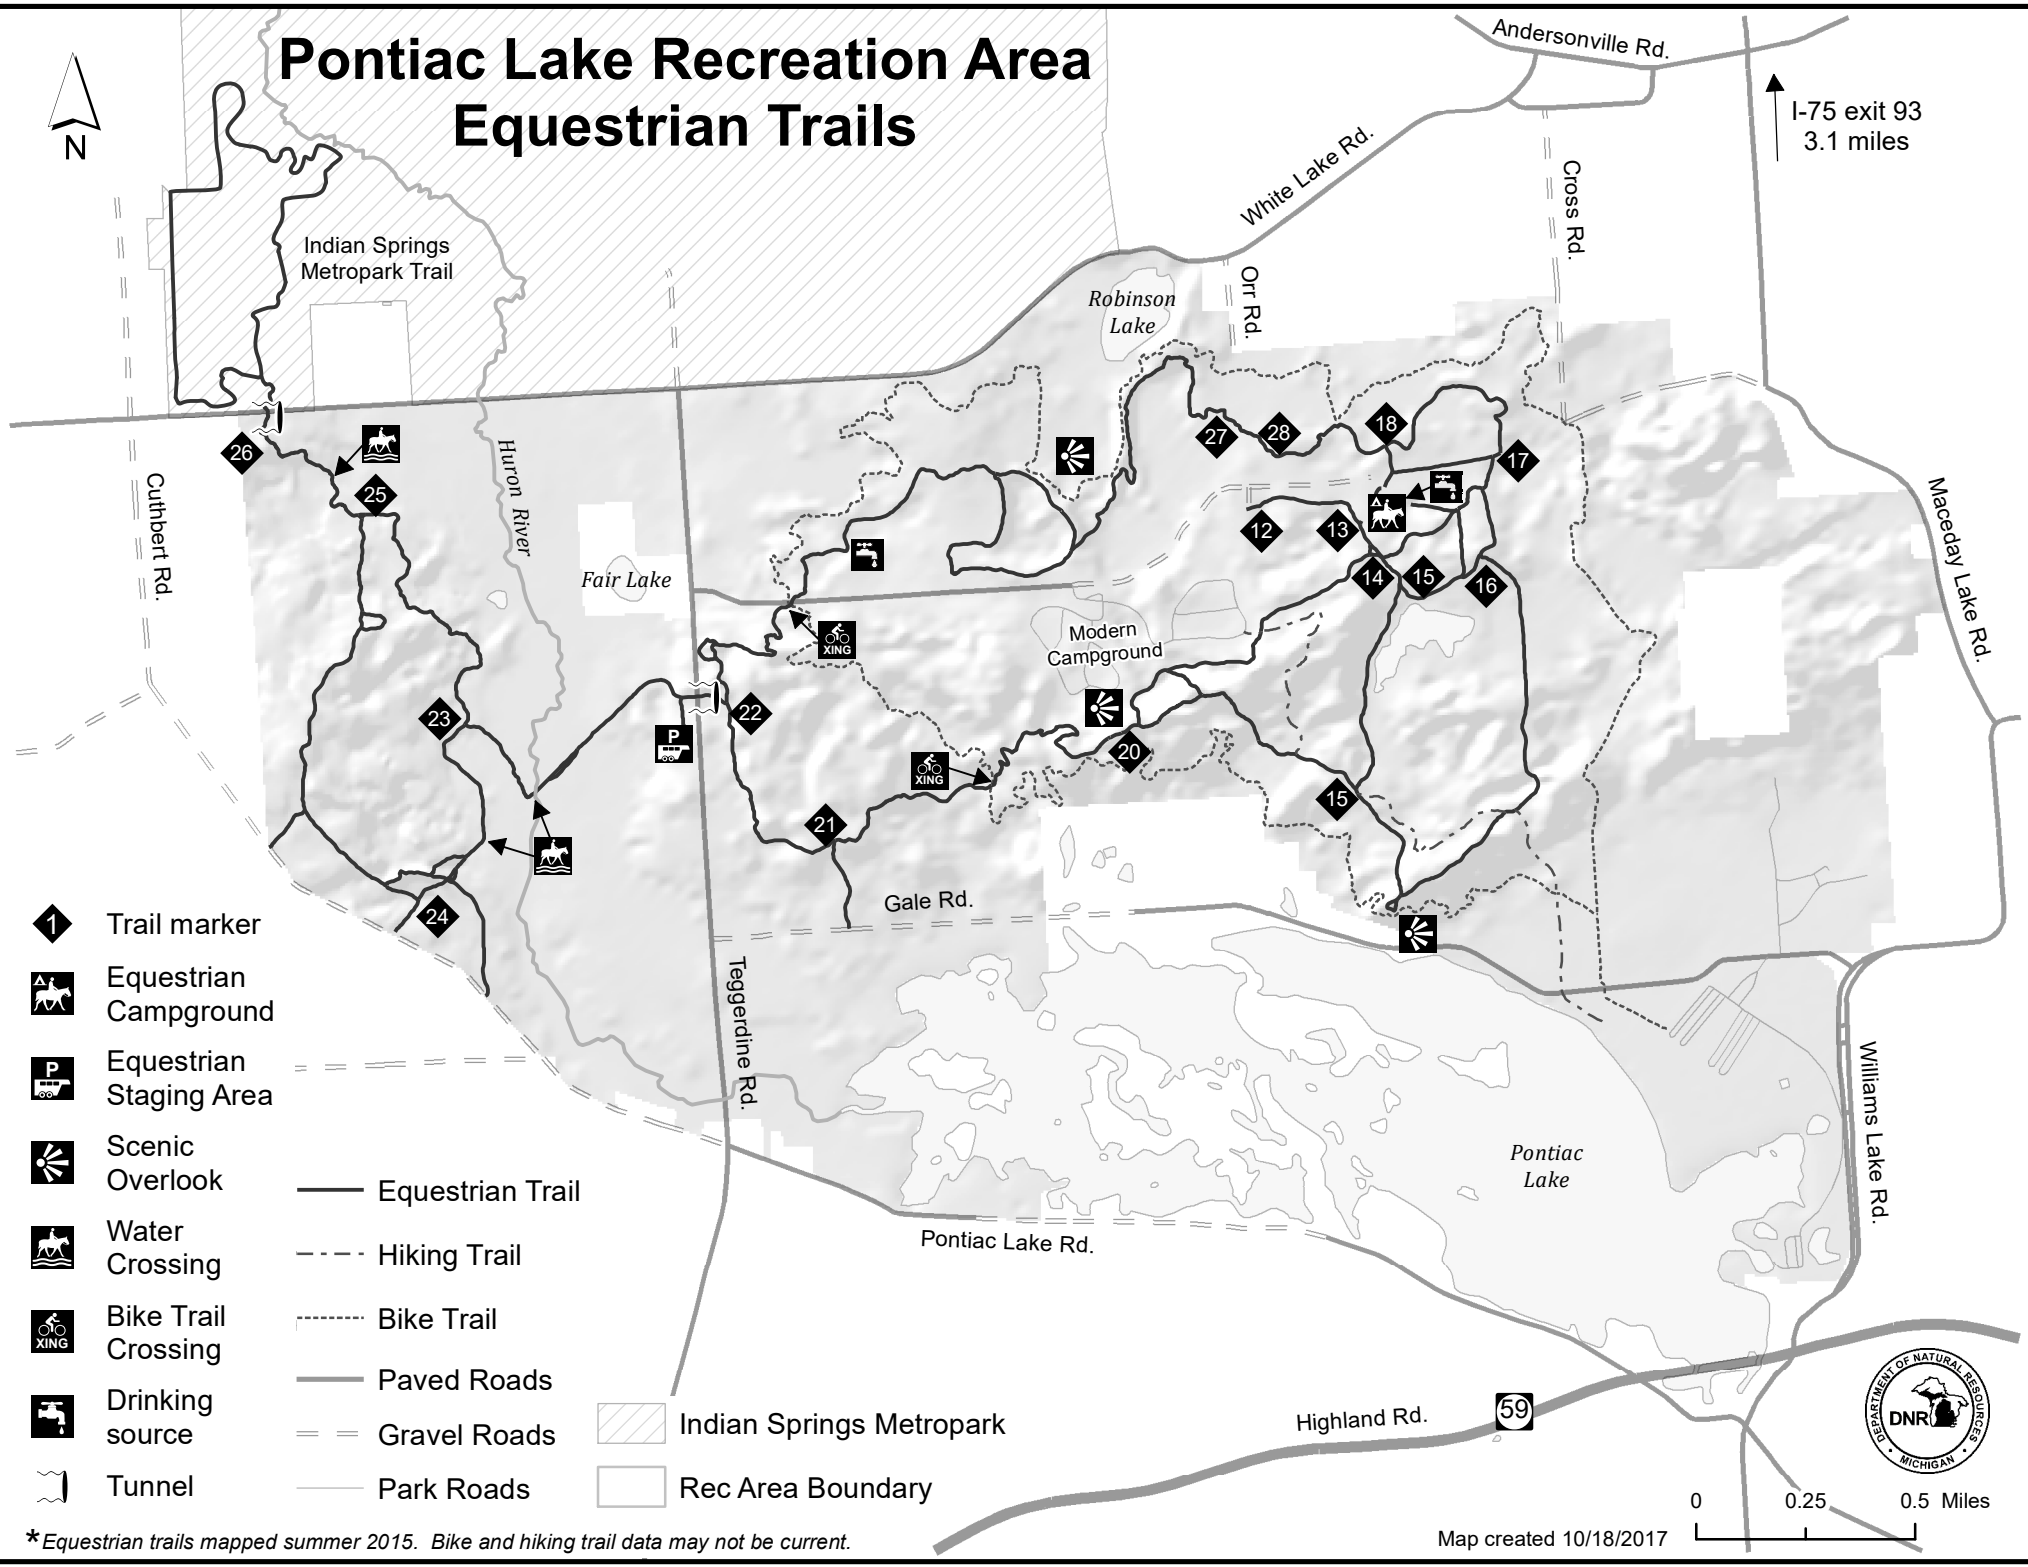 Pontiac Lake Recreation Area
Equestrian Trails
N
Andersonville Rd.
I-75 exit 93
3.1 miles
White Lake Rd.
Cross Rd.
Indian Springs
Metropark Trail
Orr Rd.
Robinson
Lake
27
28
18
17
26
25
Cuthbert Rd.
Huron River
Maceday Lake Rd.
12
13
14
15
16
Fair Lake
XING
Modern
Campground
23
22
P
20
XING
15
21
24
Gale Rd.
Teggerdine Rd.
Williams Lake Rd.
Pontiac
Lake
Pontiac Lake Rd.
Highland Rd.
59
1
Trail marker
Equestrian
Campground
P
Equestrian
Staging Area
Scenic
Overlook
Water
Crossing
XING
Bike Trail
Crossing
Drinking
source
Tunnel
Equestrian Trail
Hiking Trail
Bike Trail
Paved Roads
Gravel Roads
Park Roads
Indian Springs Metropark
Rec Area Boundary
DEPARTMENT OF NATURAL RESOURCES
DNR
MICHIGAN
0 0.25 0.5 Miles
Map created 10/18/2017
*Equestrian trails mapped summer 2015. Bike and hiking trail data may not be current.